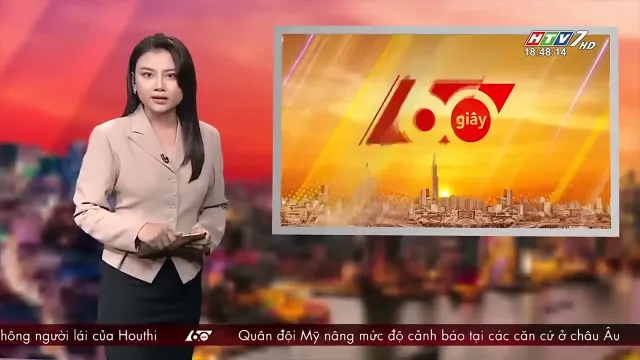 HTV7 HD
18:48:14
60 giây
hông người lái của Houthi 60 Quân đội Mỹ nâng mức độ cảnh báo tại các căn cứ ở châu Âu